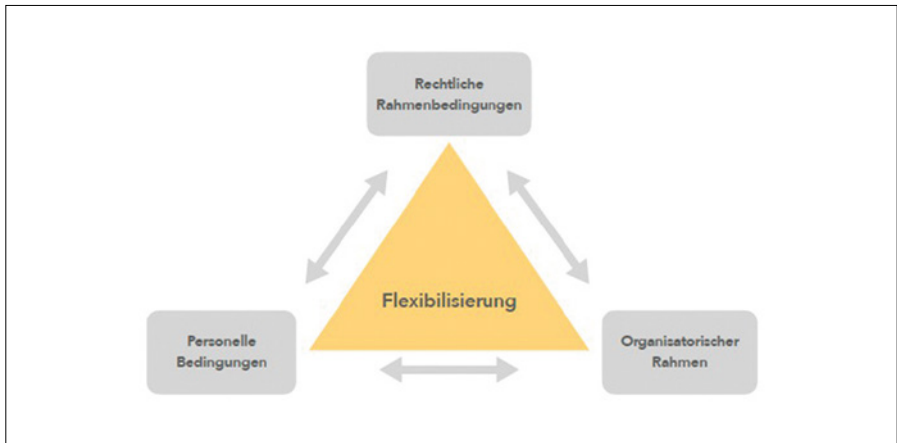 Rechtliche
Rahmenbedingungen
Flexibilisierung
Personelle
Bedingungen
Organisatorischer
Rahmen